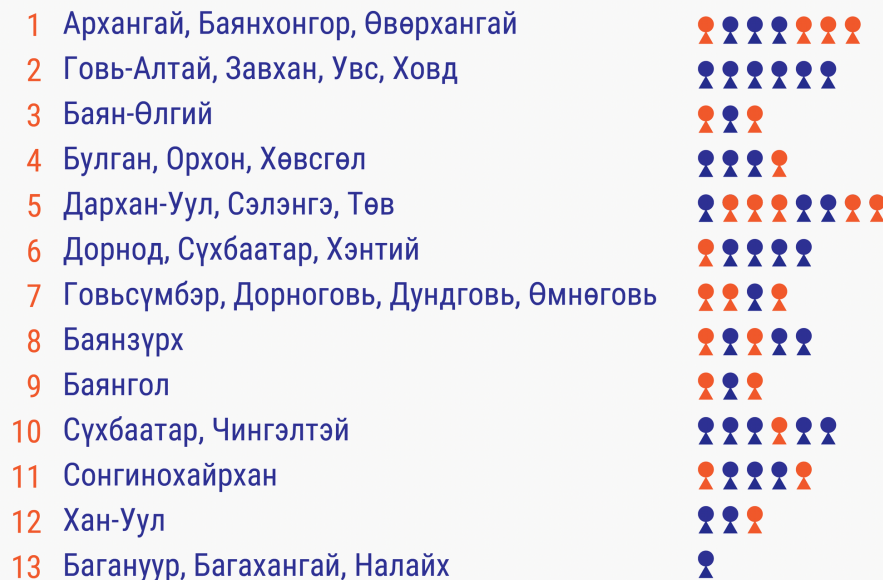 1 Архангай, Баянхонгор, Өвөрхангай
2 Говь-Алтай, Завхан, Увс, Ховд
3 Баян-Өлгий
4 Булган, Орхон, Хөвсгөл
5 Дархан-Уул, Сэлэнгэ, Төв
6 Дорнод, Сүхбаатар, Хэнтий
7 Говьсүмбэр, Дорноговь, Дундговь, Өмнөговь
8 Баянзүрх
9 Баянгол
10 Сүхбаатар, Чингэлтэй
11 Сонгинохайрхан
12 Хан-Уул
13 Багануур, Багахангай, Налайх